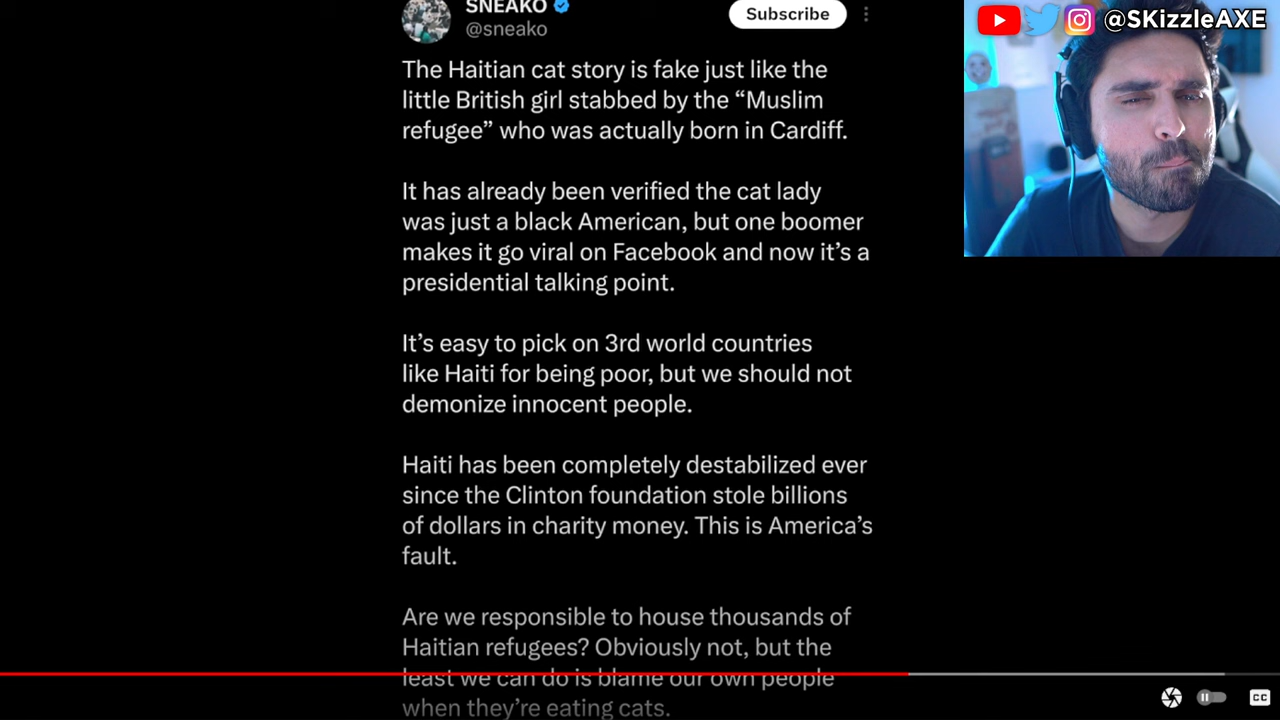 SNEAKO
@sneako
Subscribe
@SKizzleAXE
The Haitian cat story is fake just like the
little British girl stabbed by the “Muslim
refugee” who was actually born in Cardiff.
It has already been verified the cat lady
was just a black American, but one boomer
makes it go viral on Facebook and now it’s a
presidential talking point.
It’s easy to pick on 3rd world countries
like Haiti for being poor, but we should not
demonize innocent people.
Haiti has been completely destabilized ever
since the Clinton foundation stole billions
of dollars in charity money. This is America’s
fault.
Are we responsible to house thousands of
Haitian refugees? Obviously not, but the
least we can do is blame our own people
when they’re eating cats.
CC